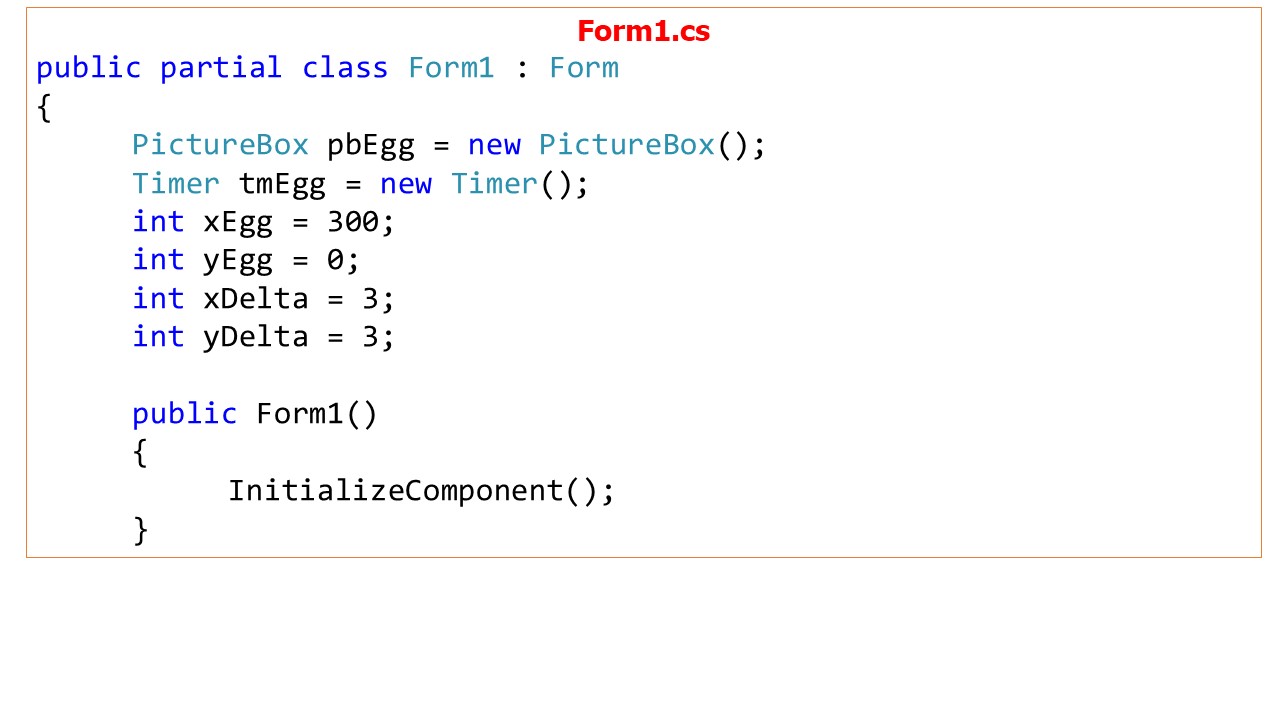 Form1.cs
public partial class Form1 : Form
{
PictureBox pbEgg = new PictureBox();
Timer tmEgg = new Timer();
int xEgg = 300;
int yEgg = 0;
int xDelta = 3;
int yDelta = 3;
public Form1()
{
InitializeComponent();
}